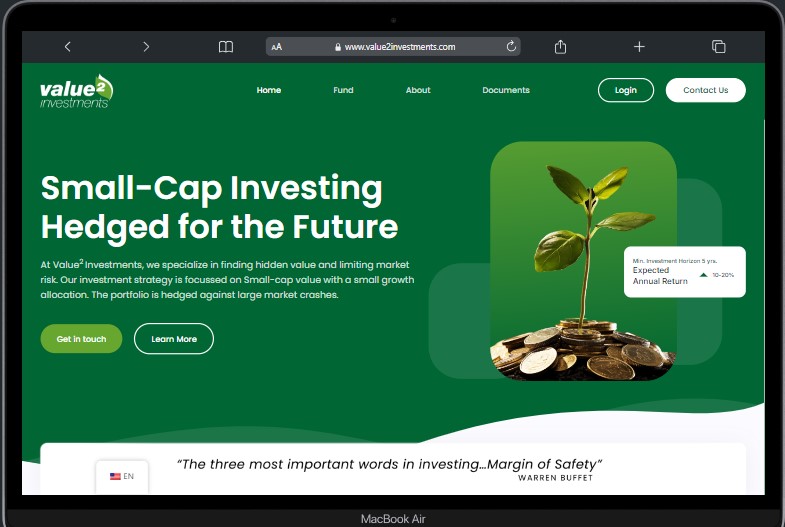 AA
www.value2investments.com
value2
investments
Home
Fund
About
Documents
Login
Contact Us
Small-Cap Investing
Hedged for the Future
At Value² Investments, we specialize in finding hidden value and limiting market
risk. Our investment strategy is focussed on Small-cap value with a small growth
allocation. The portfolio is hedged against large market crashes.
Get in touch
Learn More
Min. Investment Horizon 5 yrs.
Expected
Annual Return
10-20%
“The three most important words in investing...Margin of Safety”
WARREN BUFFET
EN
MacBook Air